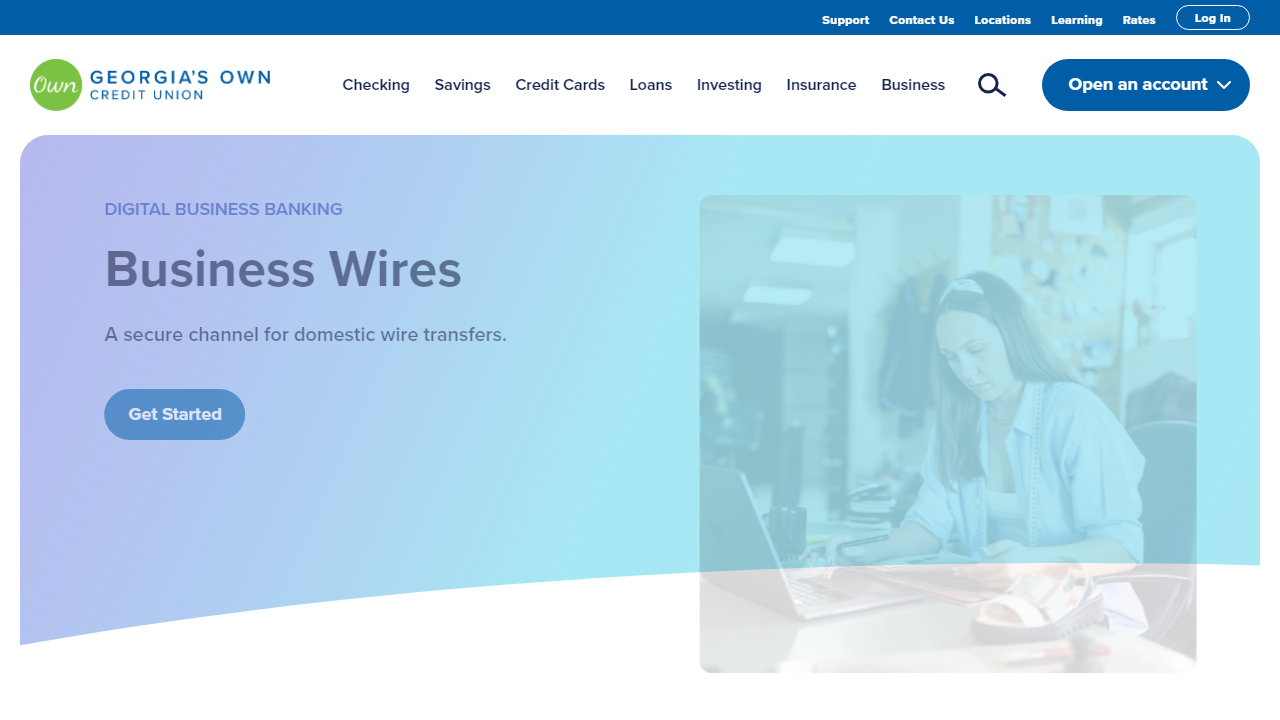 Support Contact Us Locations Learning Rates Log In
Own GEORGIA'S OWN
CREDIT UNION
Checking Savings Credit Cards Loans Investing Insurance Business
Open an account
DIGITAL BUSINESS BANKING
Business Wires
A secure channel for domestic wire transfers.
Get Started